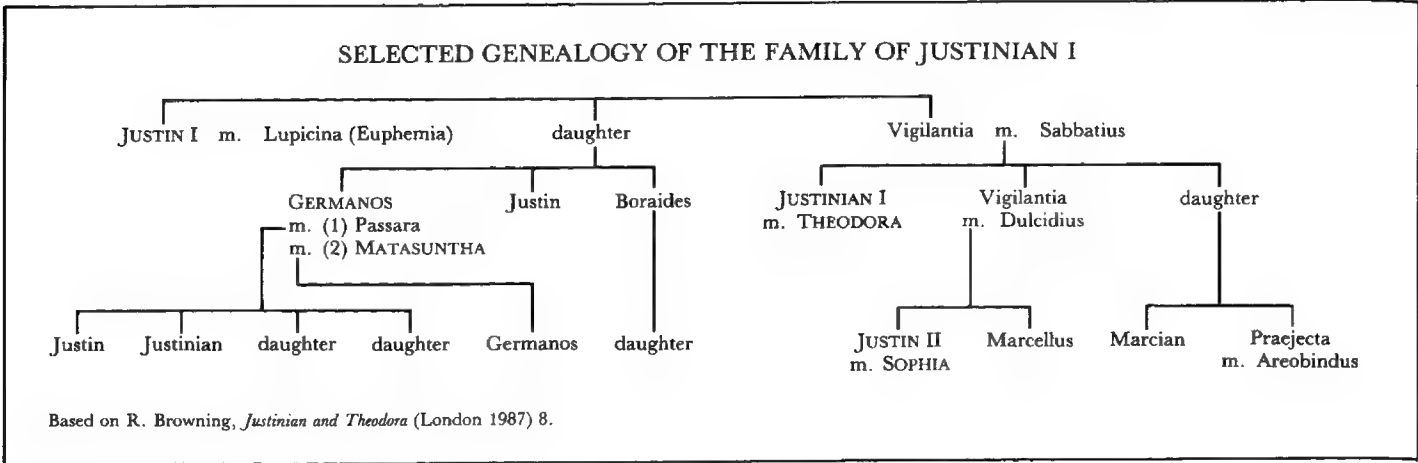 SELECTED GENEALOGY OF THE FAMILY OF JUSTINIAN I
JUSTIN I m. Lupicina (Euphemia)
daughter
Vigilantia m. Sabbatius
GERMANOS
m. (1) Passara
m. (2) MATASUNTHA
Justin
Boraides
JUSTINIAN I
m. THEODORA
Vigilantia
m. Dulcidius
daughter
Justin
Justinian
daughter
daughter
Germanos
daughter
JUSTIN II
m. SOPHIA
Marcellus
Marcian
Praejecta
m. Areobindus
Based on R. Browning, Justinian and Theodora (London 1987) 8.